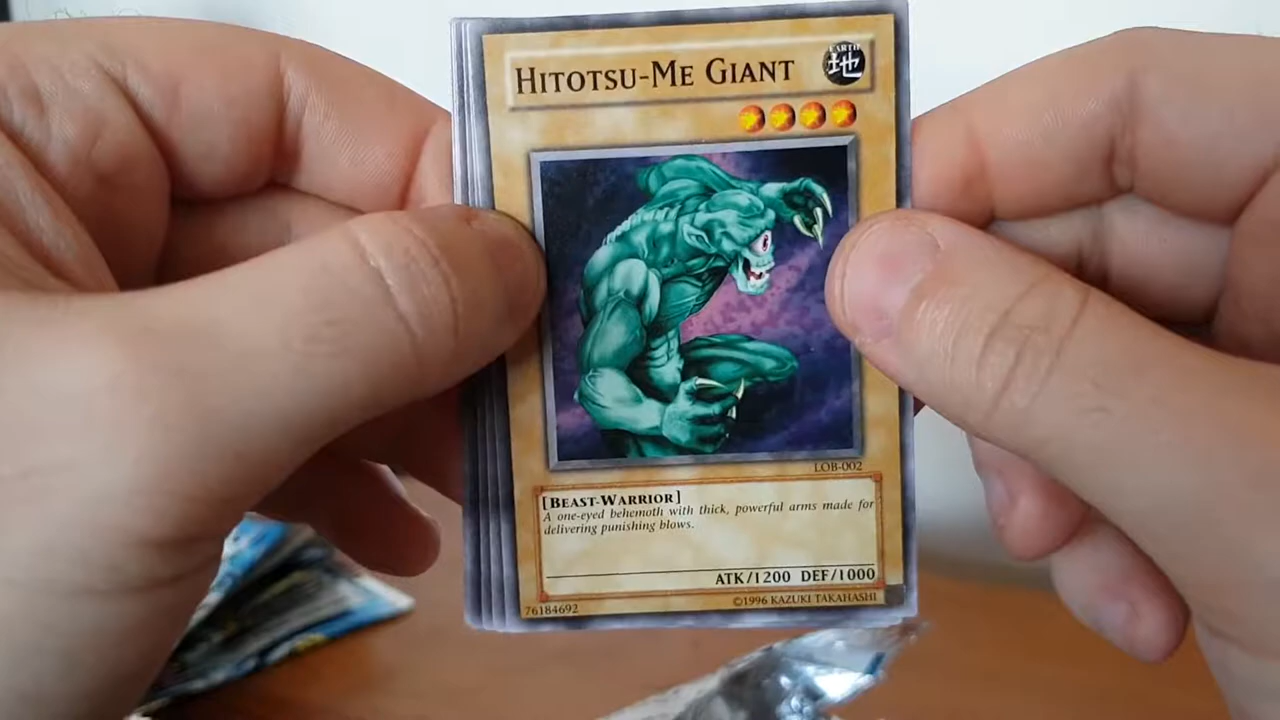 HITOTSU-ME GIANT
EARTH
地
LOB-002
[BEAST-WARRIOR]
A one-eyed behemoth with thick, powerful arms made for
delivering punishing blows.
ATK/1200 DEF/1000
76184692
©1996 KAZUKI TAKAHASHI